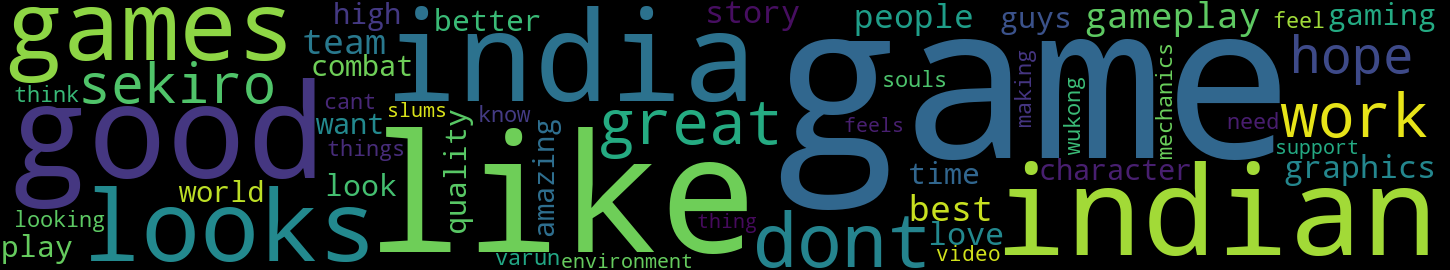 games
high
better
india
story
people
guys
gameplay
feel
gaming
team
combat
game
hope
sekiro
think
souls
making
wukong
mechanics
good
cant
slums
know
want
things
great
feels
need
work
support
like
quality
amazing
look
world
looks
time
character
graphics
looking
play
thing
dont
best
love
video
indian
varun
environment